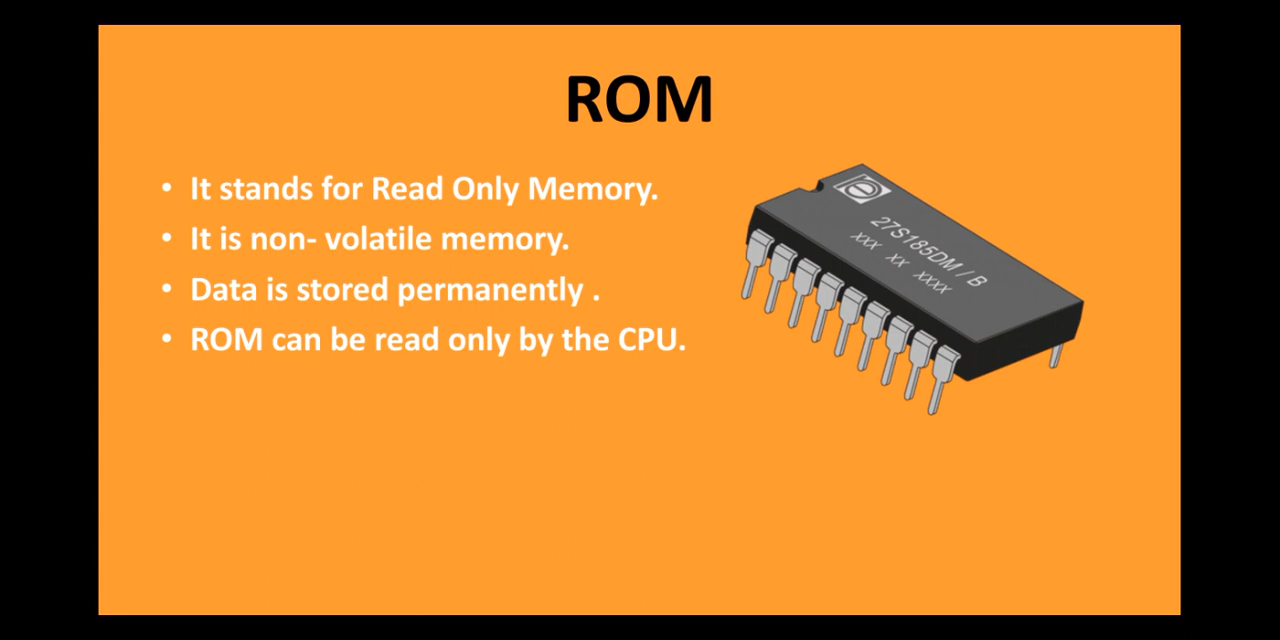 ROM
• It stands for Read Only Memory.
• It is non- volatile memory.
• Data is stored permanently .
• ROM can be read only by the CPU.
e
27S185DM / B
XXX XX XXXX